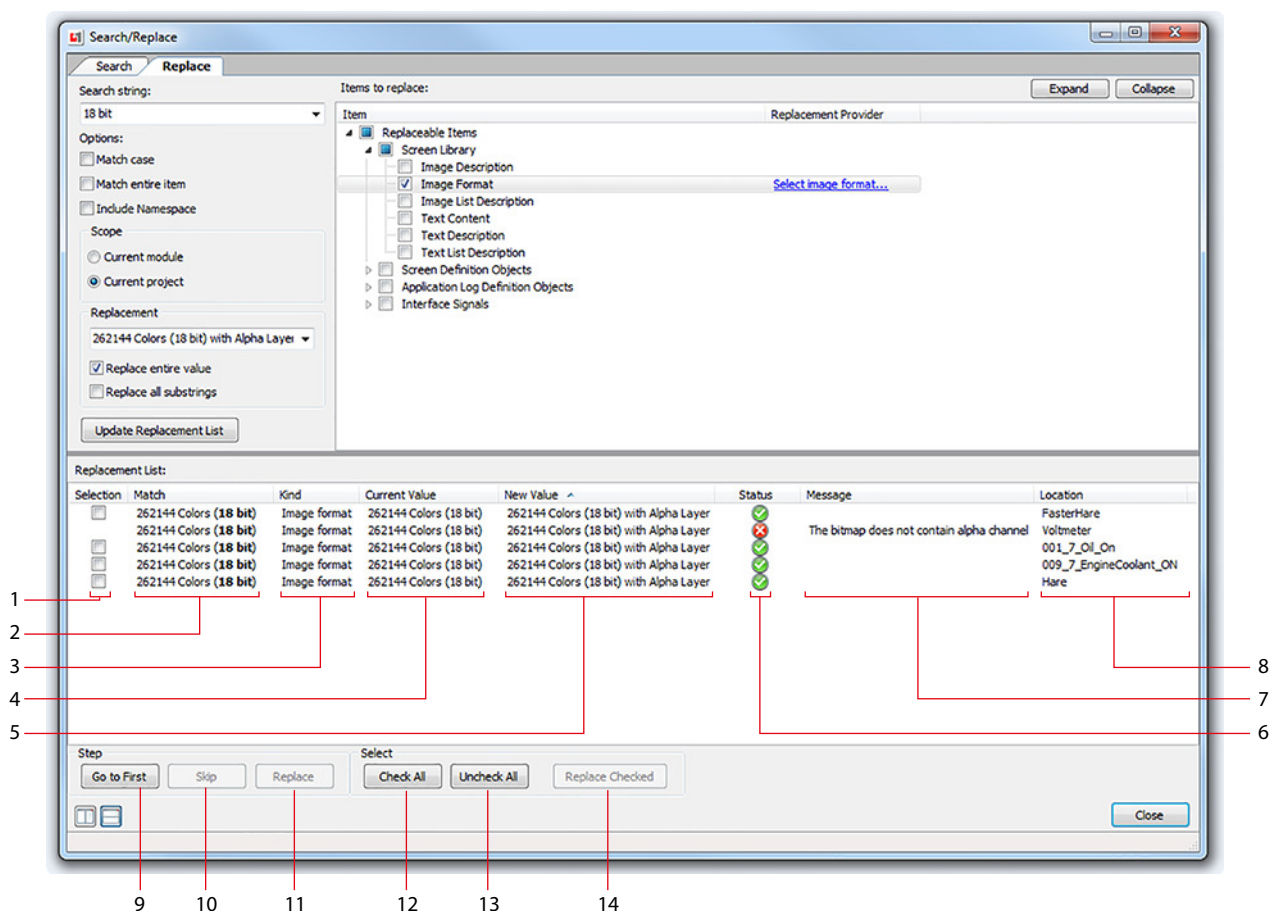 Search/Replace
Search Replace
Search string:
18 bit
Options:
Match case
Match entire item
Include Namespace
Scope
Current module
Current project
Replacement
262144 Colors (18 bit) with Alpha Layer
Replace entire value
Replace all substrings
Update Replacement List
Items to replace:
Expand Collapse
Item Replacement Provider
Replaceable Items
Screen Library
Image Description
Image Format Select image format...
Image List Description
Text Content
Text Description
Text List Description
Screen Definition Objects
Application Log Definition Objects
Interface Signals
Replacement List:
Selection Match Kind Current Value New Value Status Message Location
262144 Colors (18 bit) Image format 262144 Colors (18 bit) 262144 Colors (18 bit) with Alpha Layer FasterHare
262144 Colors (18 bit) Image format 262144 Colors (18 bit) 262144 Colors (18 bit) with Alpha Layer The bitmap does not contain alpha channel Voltmeter
262144 Colors (18 bit) Image format 262144 Colors (18 bit) 262144 Colors (18 bit) with Alpha Layer 001_7_Oil_On
262144 Colors (18 bit) Image format 262144 Colors (18 bit) 262144 Colors (18 bit) with Alpha Layer 009_7_EngineCoolant_ON
262144 Colors (18 bit) Image format 262144 Colors (18 bit) 262144 Colors (18 bit) with Alpha Layer Hare
1
2
3 8
4 7
5 6
Step Select
Go to First Skip Replace Check All Uncheck All Replace Checked
Close
9 10 11 12 13 14